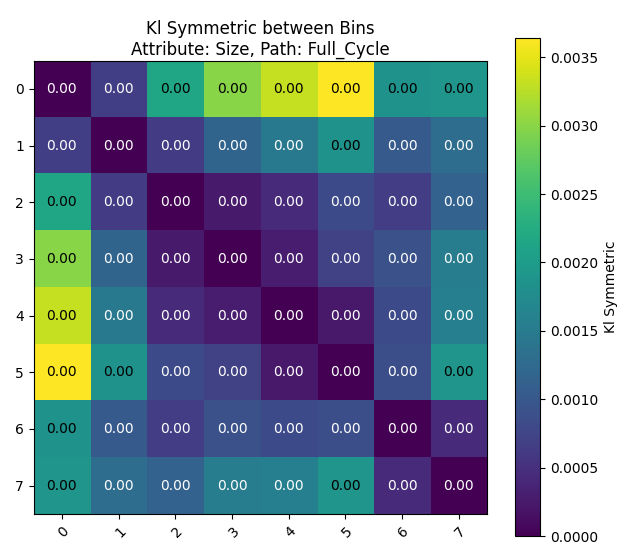 Kl Symmetric between Bins
Attribute: Size, Path: Full_Cycle
0 0.00 0.00 0.00 0.00 0.00 0.00 0.00 0.00
1 0.00 0.00 0.00 0.00 0.00 0.00 0.00 0.00
2 0.00 0.00 0.00 0.00 0.00 0.00 0.00 0.00
3 0.00 0.00 0.00 0.00 0.00 0.00 0.00 0.00
4 0.00 0.00 0.00 0.00 0.00 0.00 0.00 0.00
5 0.00 0.00 0.00 0.00 0.00 0.00 0.00 0.00
6 0.00 0.00 0.00 0.00 0.00 0.00 0.00 0.00
7 0.00 0.00 0.00 0.00 0.00 0.00 0.00 0.00
0 1 2 3 4 5 6 7
0.0035
0.0030
0.0025
0.0020
0.0015
0.0010
0.0005
0.0000
Kl Symmetric